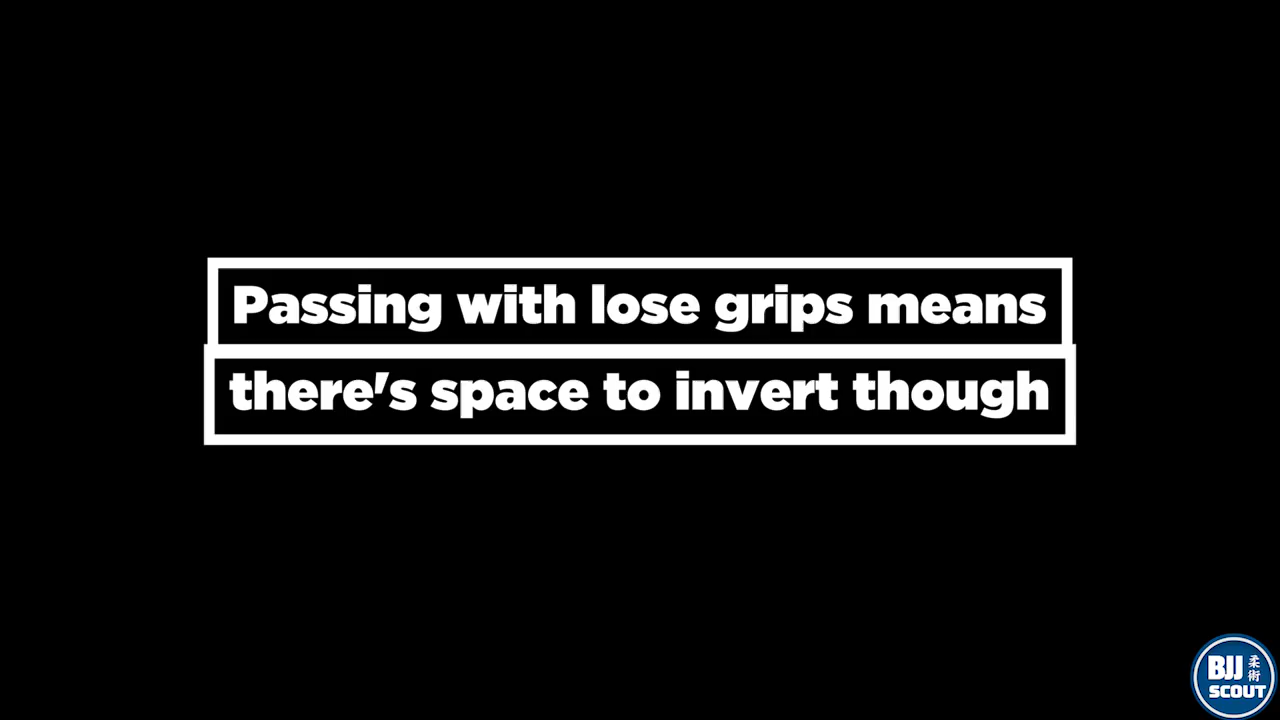 Passing with lose grips means
there's space to invert though
BJJ 柔術
SCOUT